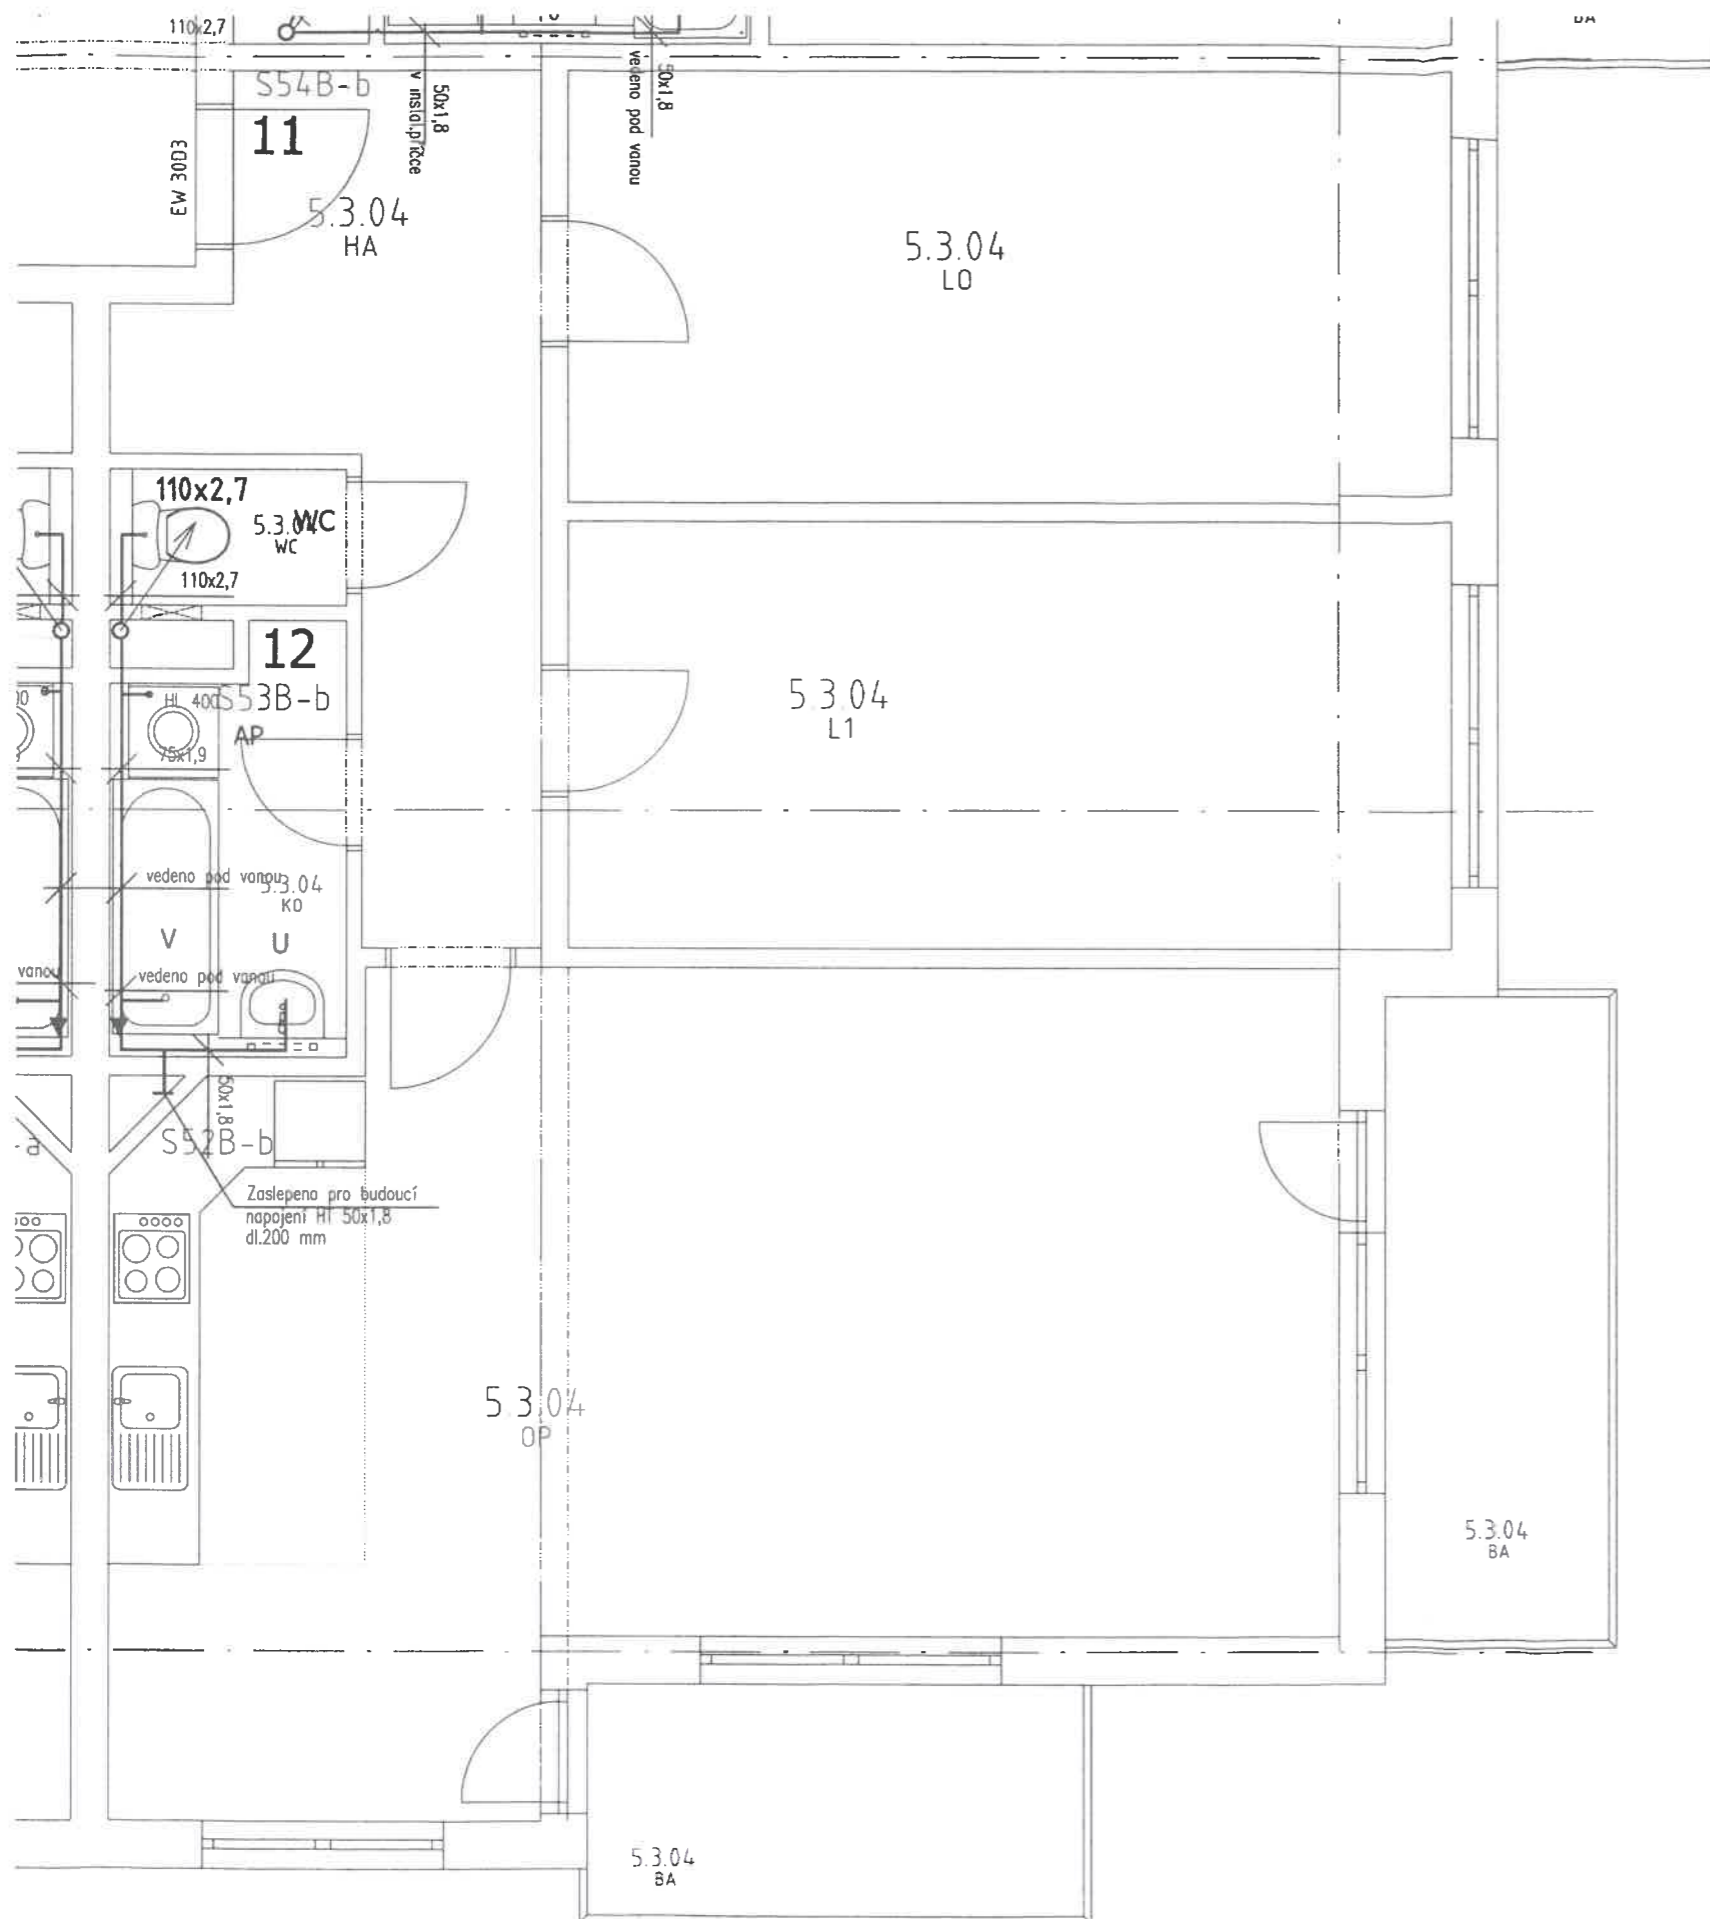 110x2,7
BA
S54B-b
11
EW 30D3
50x1,8
v instal.příčce
50x1,8
vedeno pod vanou
5.3.04
HA
5.3.04
LO
110x2,7
5.3.04
WC
WC
110x2,7
12
HL 400
S53B-b
AP
75x1,9
5.3.04
L1
vedeno pod vanou
5.3.04
KO
V
U
vanou
vedeno pod vanou
50x1,8
-a
S52B-b
Zaslepeno pro budoucí
napojení HT 50x1,8
dl.200 mm
5.3.04
OP
5.3.04
BA
5.3.04
BA